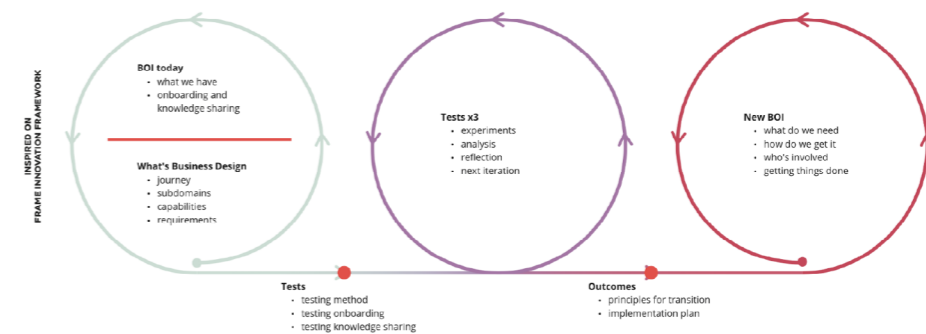 INSPIRED ON
FRAME INNOVATION FRAMEWORK
BOI today
• what we have
• onboarding and
knowledge sharing
What's Business Design
• journey
• subdomains
• capabilities
• requirements
Tests x3
• experiments
• analysis
• reflection
• next iteration
New BOI
• what do we need
• how do we get it
• who's involved
• getting things done
Tests
• testing method
• testing onboarding
• testing knowledge sharing
Outcomes
• principles for transition
• implementation plan